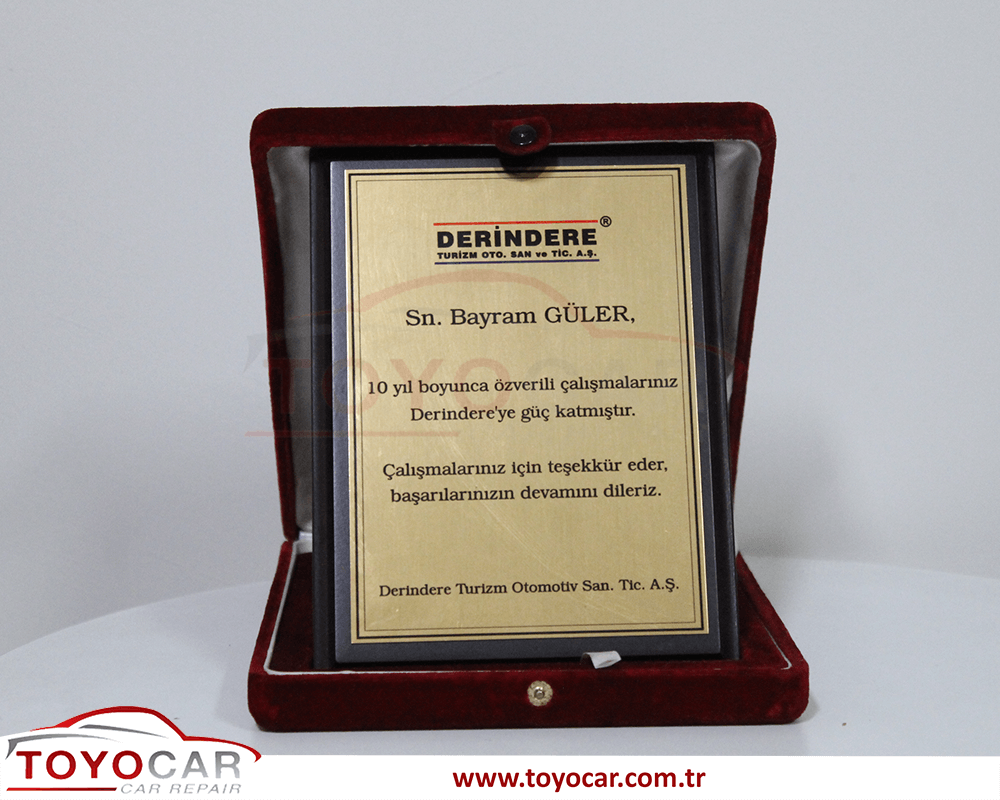 DERİNDERE ®
TURİZM OTO. SAN ve TİC. A.Ş.
Sn. Bayram GÜLER,
TOYOCAR
10 yıl boyunca özverili çalışmalarınız
Derindere'ye güç katmıştır.
Çalışmalarınız için teşekkür eder,
başarılarınızın devamını dileriz.
Derindere Turizm Otomotiv San. Tic. A.Ş.
TOYOCAR
CAR REPAIR
www.toyocar.com.tr